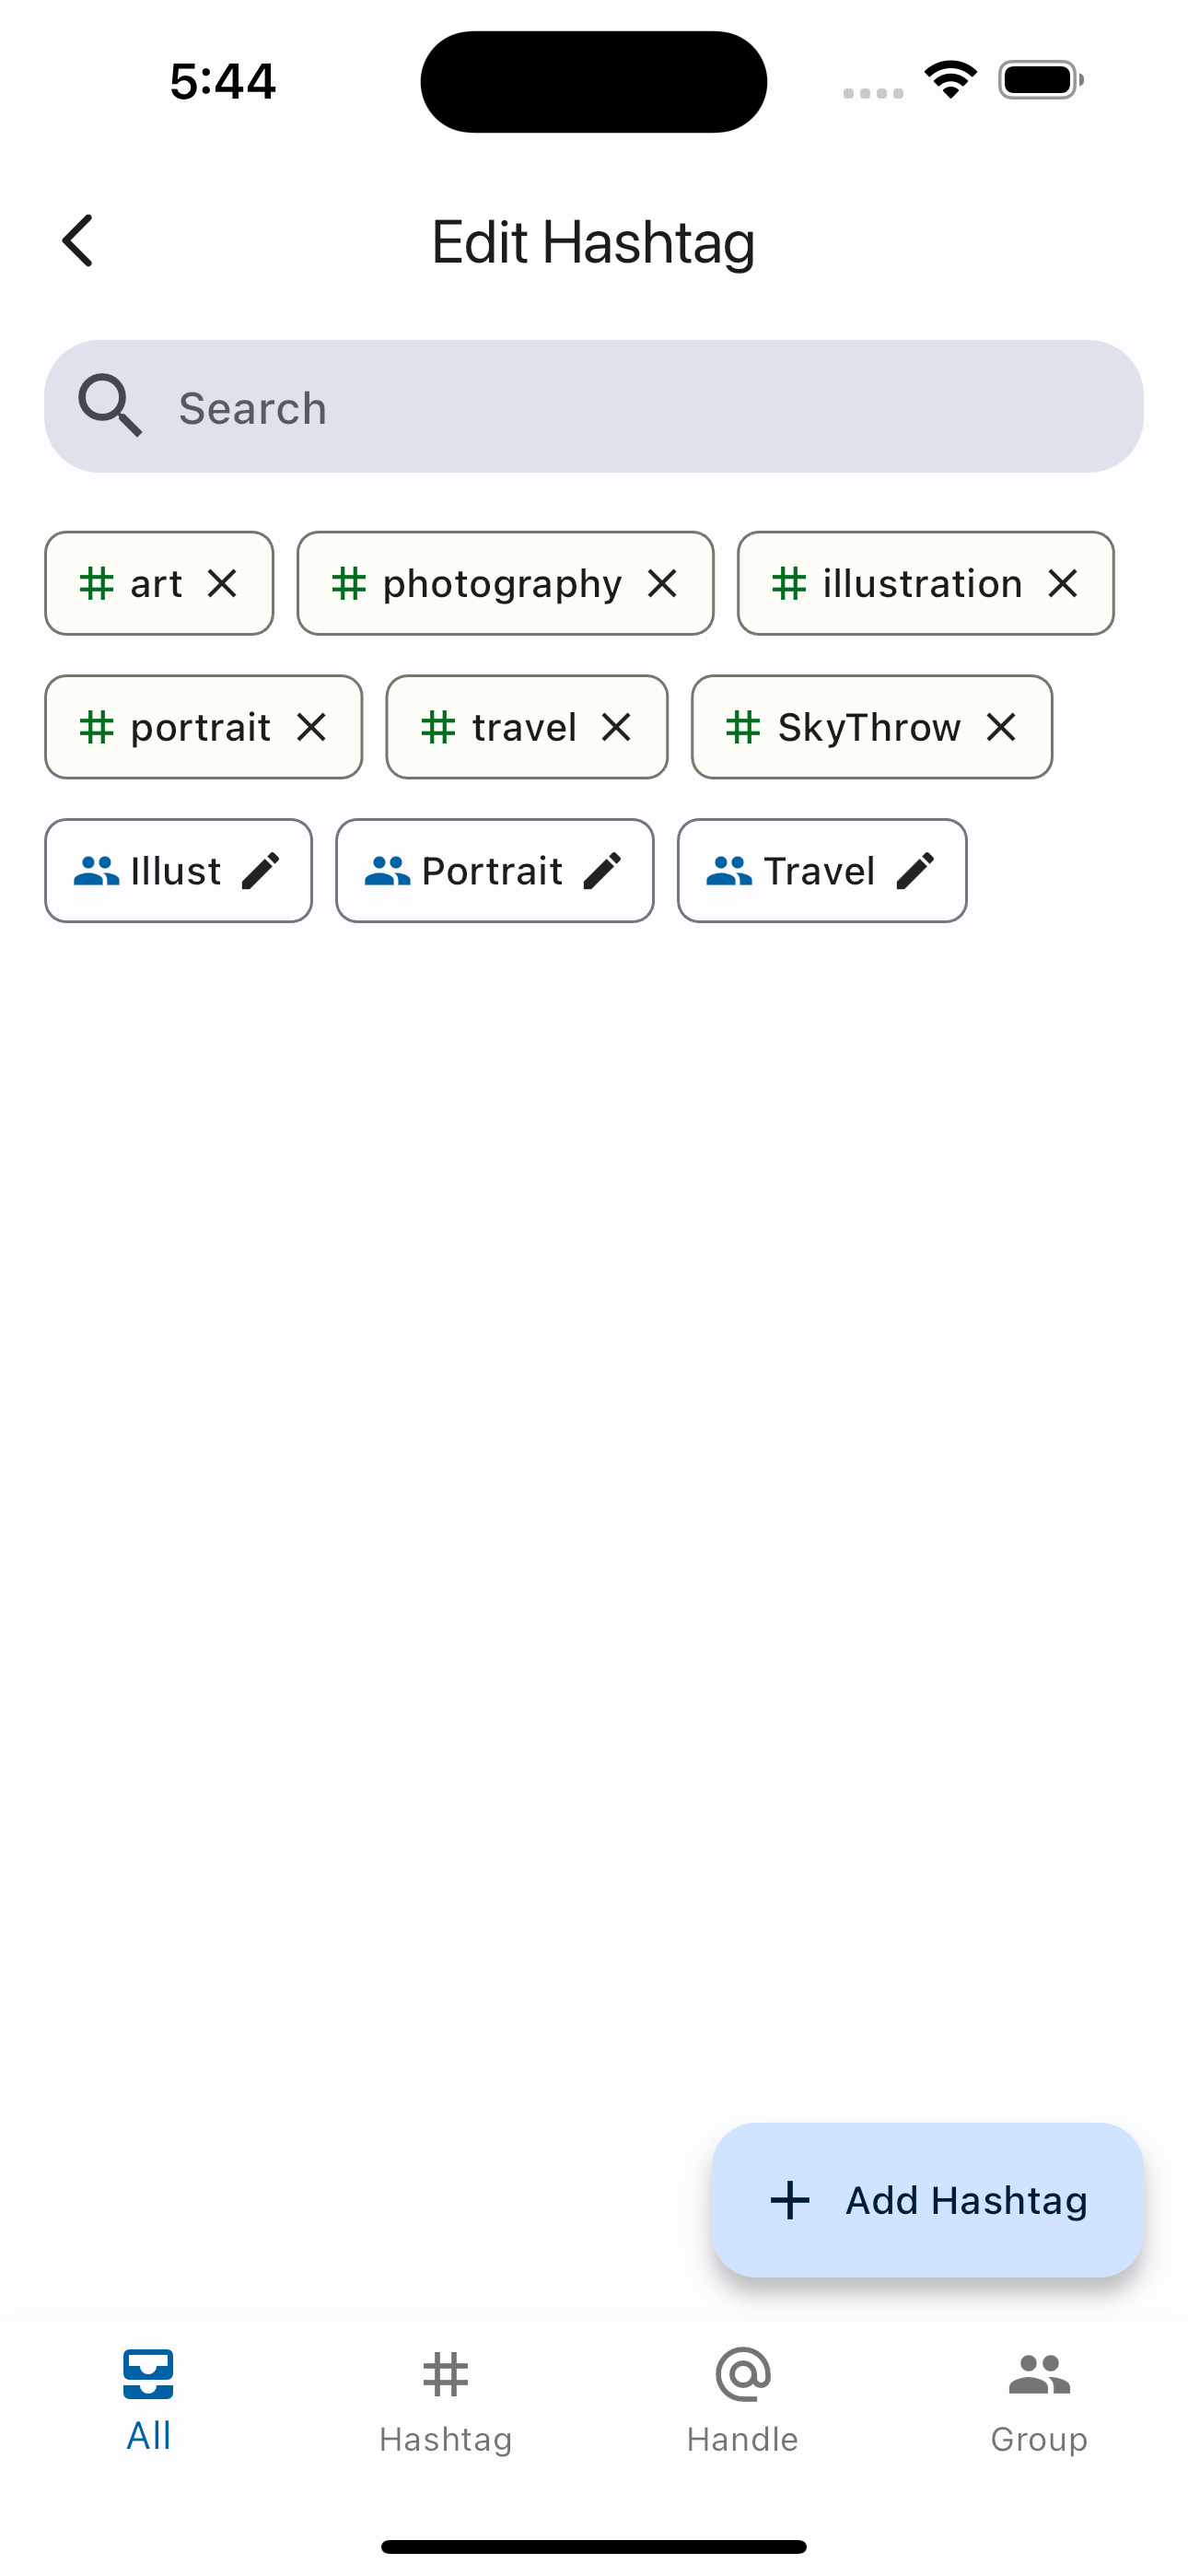 5:44
Edit Hashtag
Search
# art # photography # illustration
# portrait # travel # SkyThrow
Illust Portrait Travel
Add Hashtag
All Hashtag Handle Group